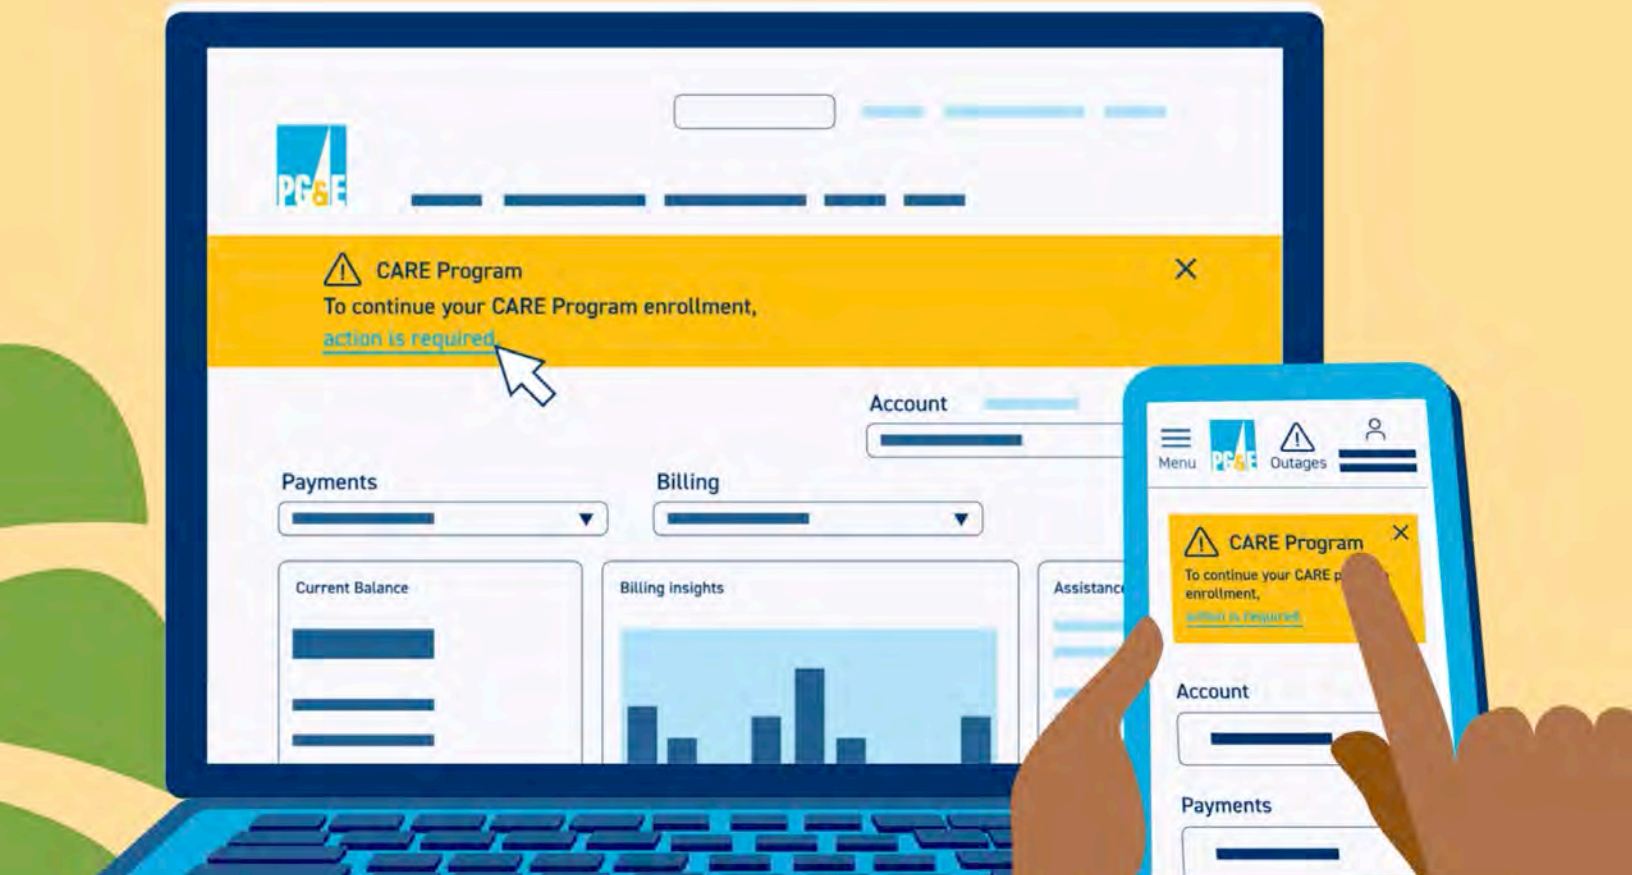 PG&E
CARE Program
To continue your CARE Program enrollment,
action is required.
Account
Payments
Billing
Current Balance
Billing insights
Assistance
Menu
PG&E
Outages
CARE Program
To continue your CARE p
enrollment,
action is required.
Account
Payments